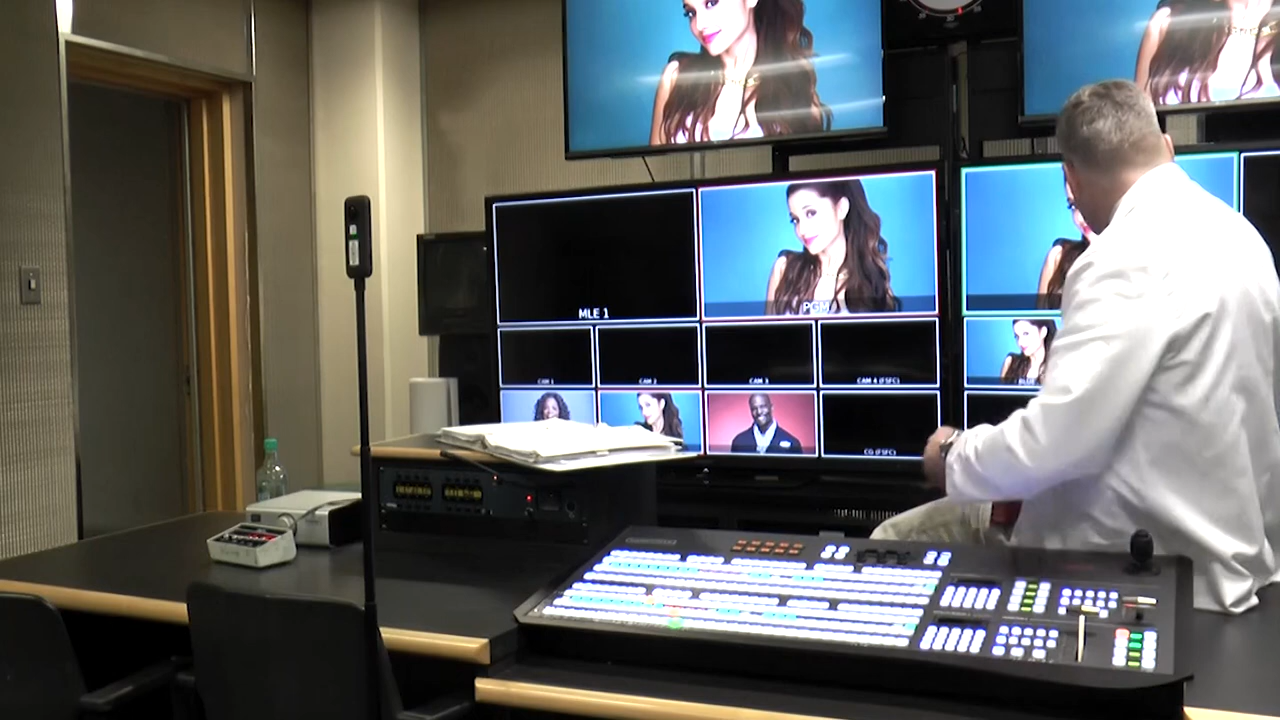 MLE 1
PGM
CAM 1
CAM 2
CAM 3
CAM 4 (FSFC)
CG (FSFC)